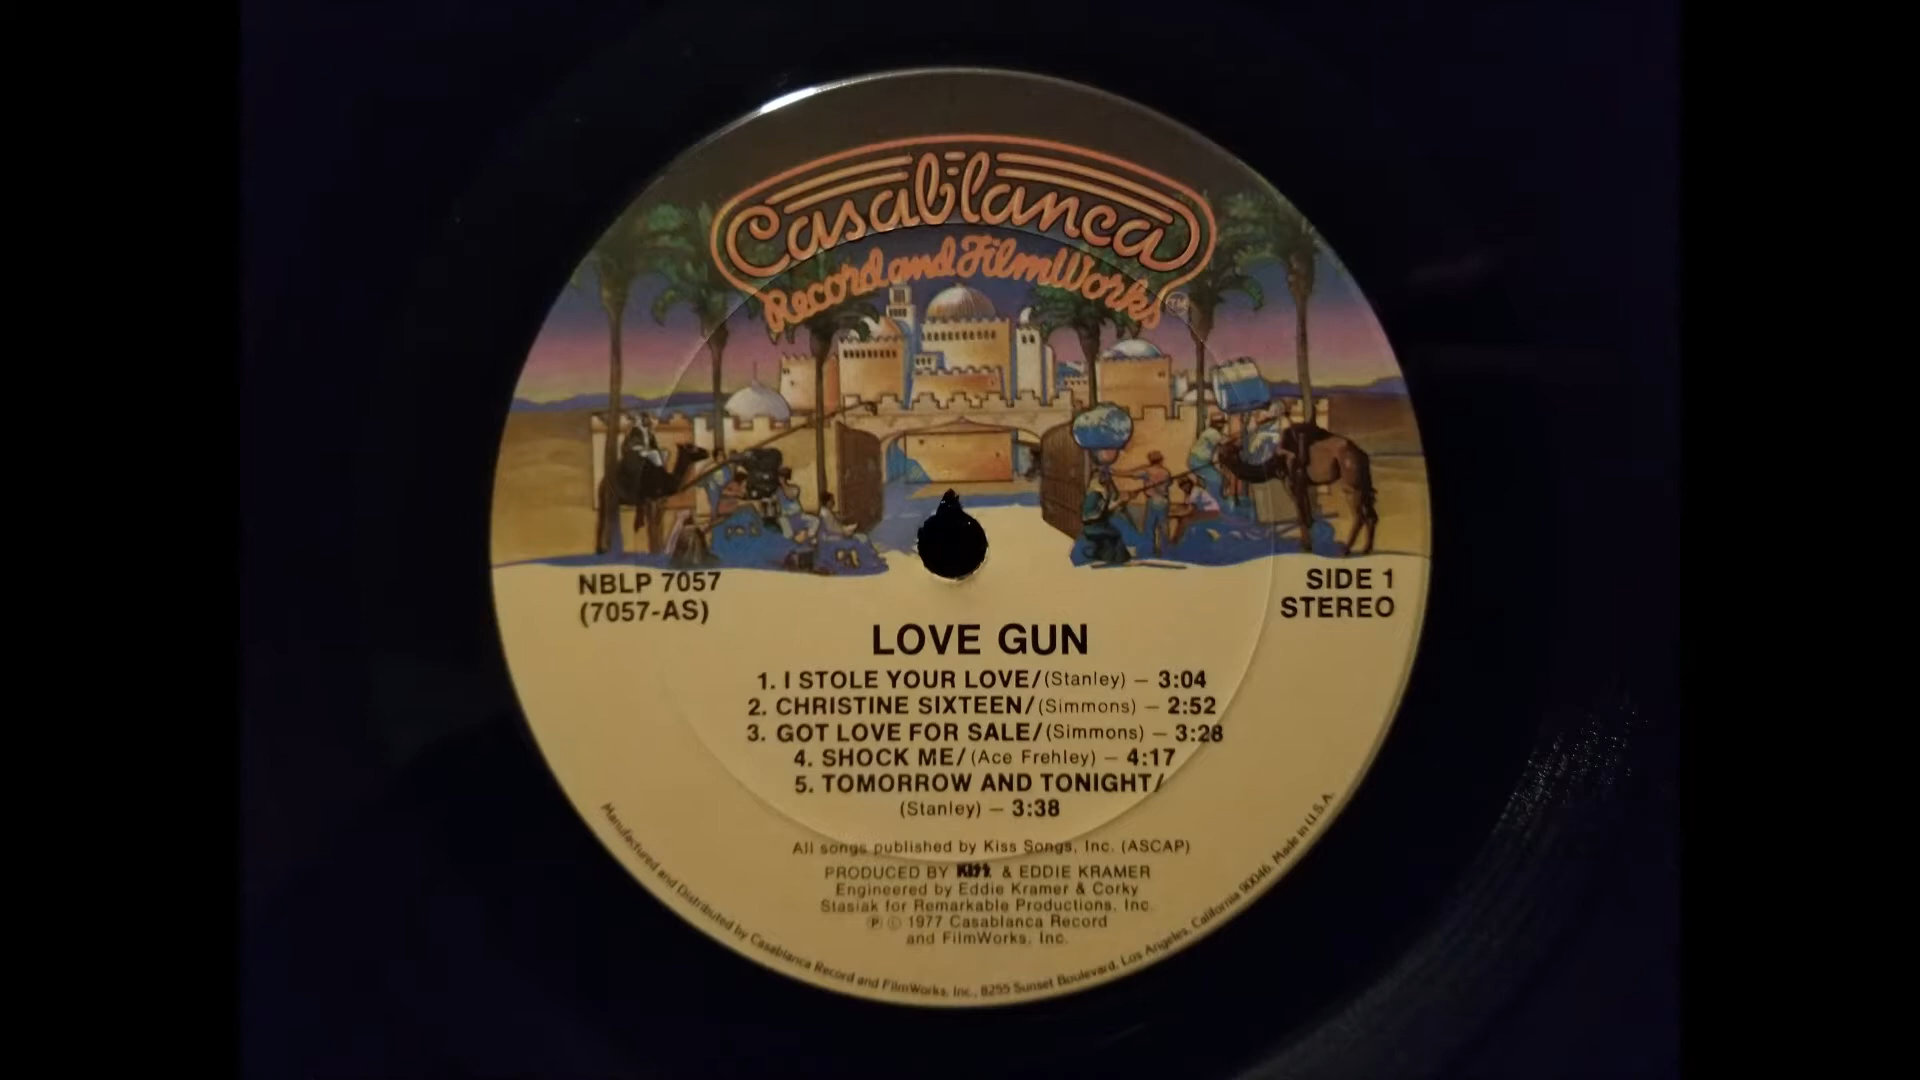 Casablanca
Record and FilmWorks TM
NBLP 7057
(7057-AS)
SIDE 1
STEREO
LOVE GUN
1. I STOLE YOUR LOVE/(Stanley) — 3:04
2. CHRISTINE SIXTEEN/(Simmons) — 2:52
3. GOT LOVE FOR SALE/(Simmons) — 3:28
4. SHOCK ME/(Ace Frehley) — 4:17
5. TOMORROW AND TONIGHT/
(Stanley) — 3:38
All songs published by Kiss Songs, Inc. (ASCAP)
PRODUCED BY KISS & EDDIE KRAMER
Engineered by Eddie Kramer & Corky
Stasiak for Remarkable Productions, Inc.
℗ © 1977 Casablanca Record
and FilmWorks, Inc.
Manufactured and Distributed by Casablanca Record and FilmWorks, Inc., 8255 Sunset Boulevard, Los Angeles, California 90046. Made in U.S.A.